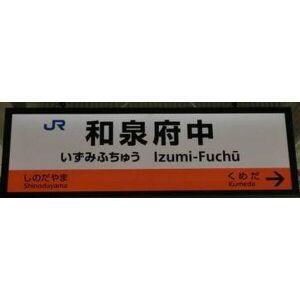 JR 和泉府中
いずみふちゅう Izumi-Fuchū
しのだやま くめだ
Shinodayama Kumeda →